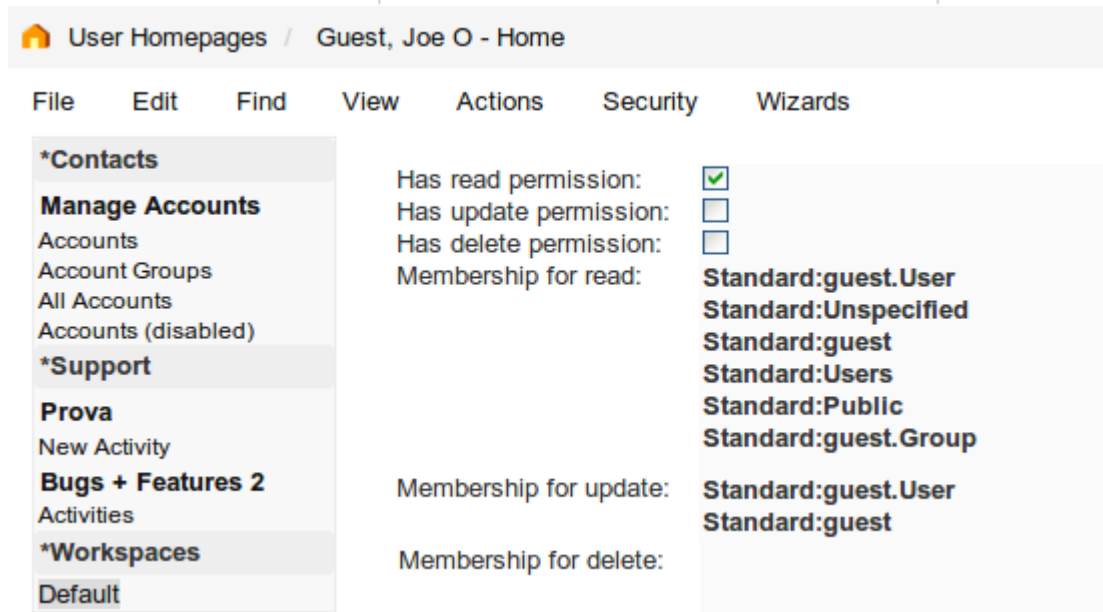 User Homepages / Guest, Joe O - Home
File Edit Find View Actions Security Wizards
*Contacts
Manage Accounts
Accounts
Account Groups
All Accounts
Accounts (disabled)
*Support
Prova
New Activity
Bugs + Features 2
Activities
*Workspaces
Default
Has read permission:
Has update permission:
Has delete permission:
Membership for read: Standard:guest.User
Standard:Unspecified
Standard:guest
Standard:Users
Standard:Public
Standard:guest.Group
Membership for update: Standard:guest.User
Standard:guest
Membership for delete: